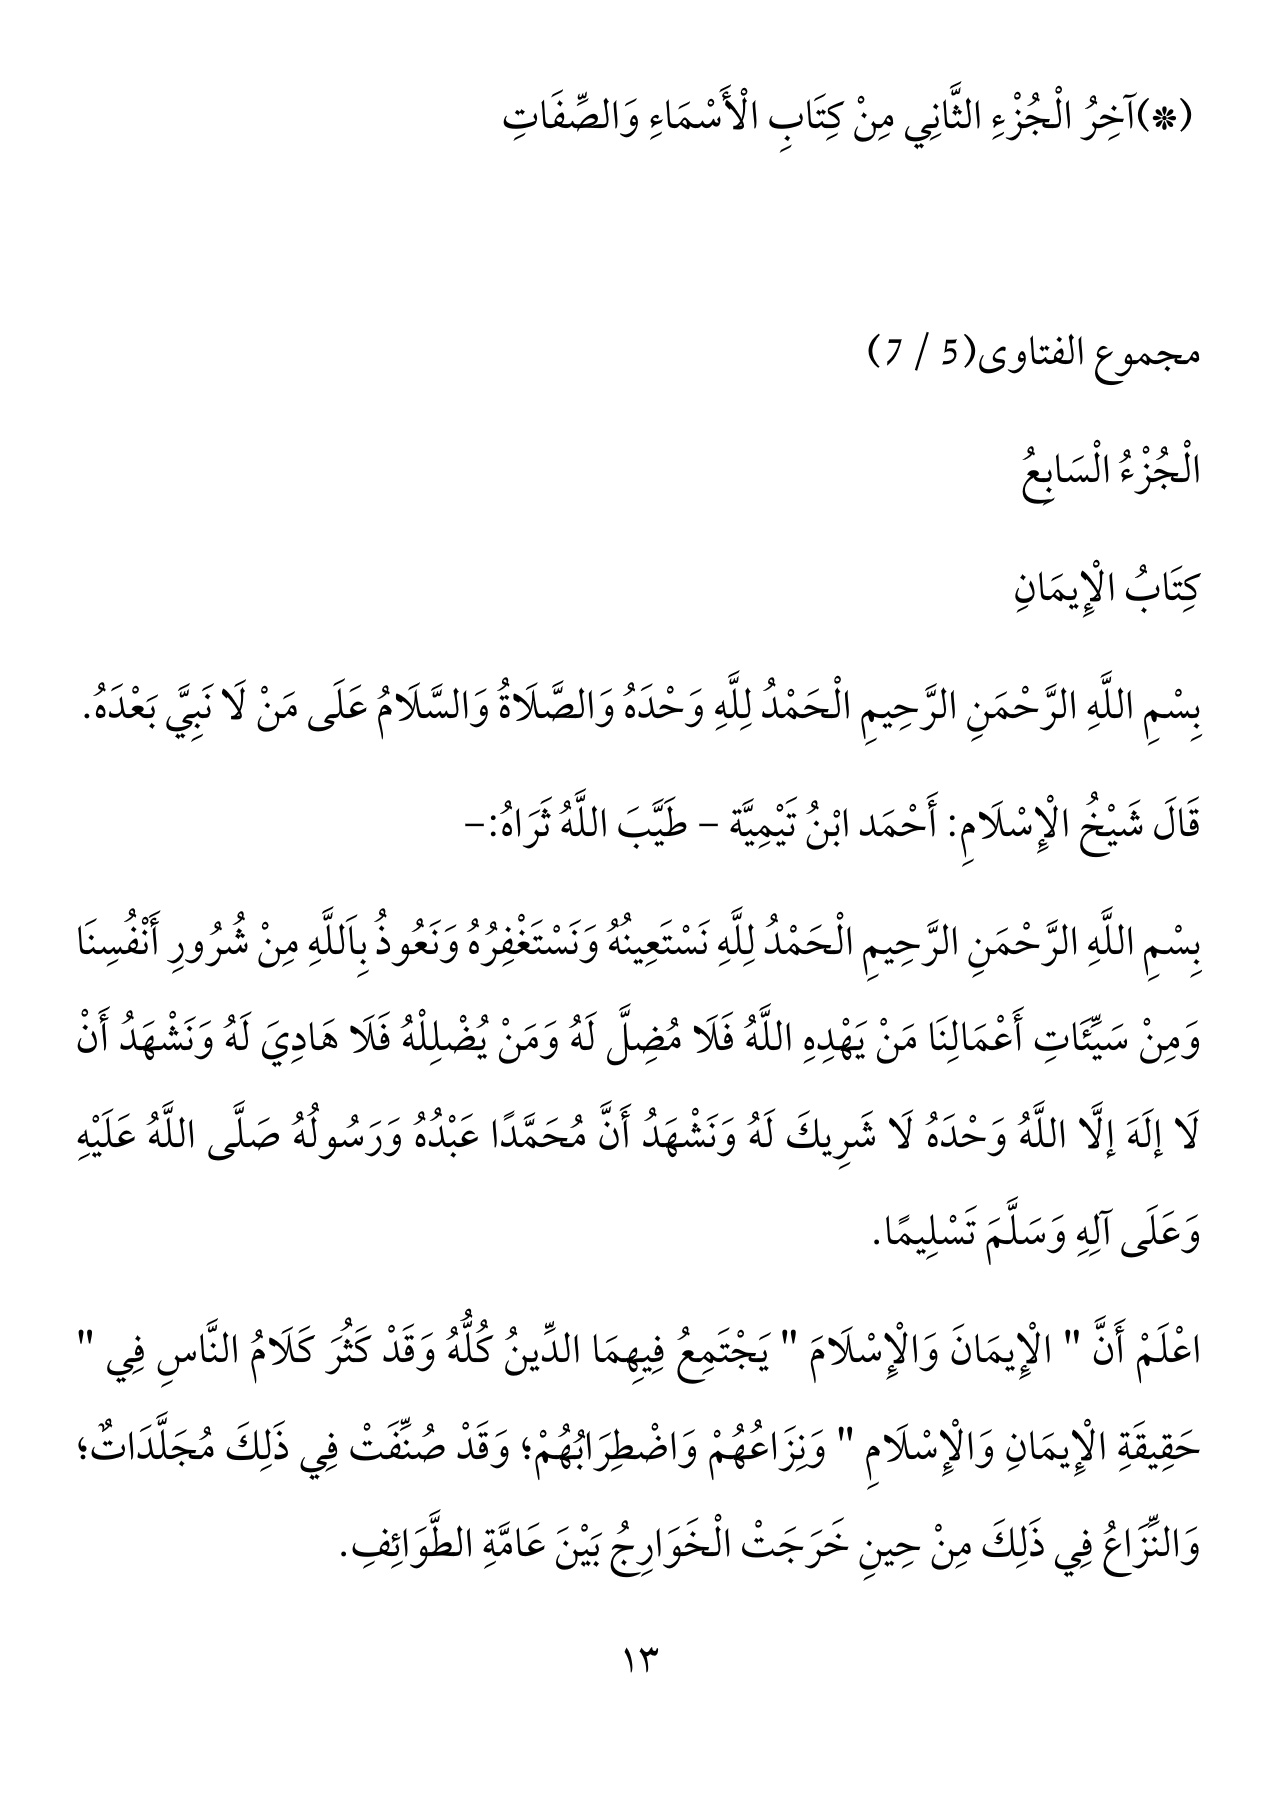 (*)آخِرُ الْجُزْءِ الثَّانِي مِنْ كِتَابِ الْأَسْمَاءِ وَالصِّفَاتِ
مجموع الفتاوى(5 / 7)
الْجُزْءُ الْسَابِعُ
كِتَابُ الْإِيمَانِ
بِسْمِ اللَّهِ الرَّحْمَنِ الرَّحِيمِ الْحَمْدُ لِلَّهِ وَحْدَهُ وَالصَّلَاةُ وَالسَّلَامُ عَلَى مَنْ لَا نَبِيَّ بَعْدَهُ.
قَالَ شَيْخُ الْإِسْلَامِ: أَحْمَد ابْنُ تَيْمِيَّة – طَيَّبَ اللَّهُ ثَرَاهُ:–
بِسْمِ اللَّهِ الرَّحْمَنِ الرَّحِيمِ الْحَمْدُ لِلَّهِ نَسْتَعِينُهُ وَنَسْتَغْفِرُهُ وَنَعُوذُ بِاَللَّهِ مِنْ شُرُورِ أَنْفُسِنَا
وَمِنْ سَيِّئَاتِ أَعْمَالِنَا مَنْ يَهْدِهِ اللَّهُ فَلَا مُضِلَّ لَهُ وَمَنْ يُضْلِلْهُ فَلَا هَادِيَ لَهُ وَنَشْهَدُ أَنْ
لَا إلَهَ إلَّا اللَّهُ وَحْدَهُ لَا شَرِيكَ لَهُ وَنَشْهَدُ أَنَّ مُحَمَّدًا عَبْدُهُ وَرَسُولُهُ صَلَّى اللَّهُ عَلَيْهِ
وَعَلَى آلِهِ وَسَلَّمَ تَسْلِيمًا.
اعْلَمْ أَنَّ " الْإِيمَانَ وَالْإِسْلَامَ " يَجْتَمِعُ فِيهِمَا الدِّينُ كُلُّهُ وَقَدْ كَثُرَ كَلَامُ النَّاسِ فِي "
حَقِيقَةِ الْإِيمَانِ وَالْإِسْلَامِ " وَنِزَاعُهُمْ وَاضْطِرَابُهُمْ؛ وَقَدْ صُنِّفَتْ فِي ذَلِكَ مُجَلَّدَاتٌ؛
وَالنِّزَاعُ فِي ذَلِكَ مِنْ حِينِ خَرَجَتْ الْخَوَارِجُ بَيْنَ عَامَّةِ الطَّوَائِفِ.
١٣